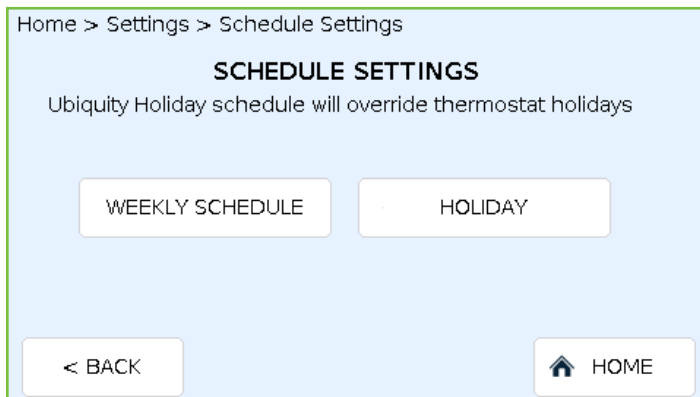 Home > Settings > Schedule Settings
SCHEDULE SETTINGS
Ubiquity Holiday schedule will override thermostat holidays
WEEKLY SCHEDULE
HOLIDAY
< BACK
HOME